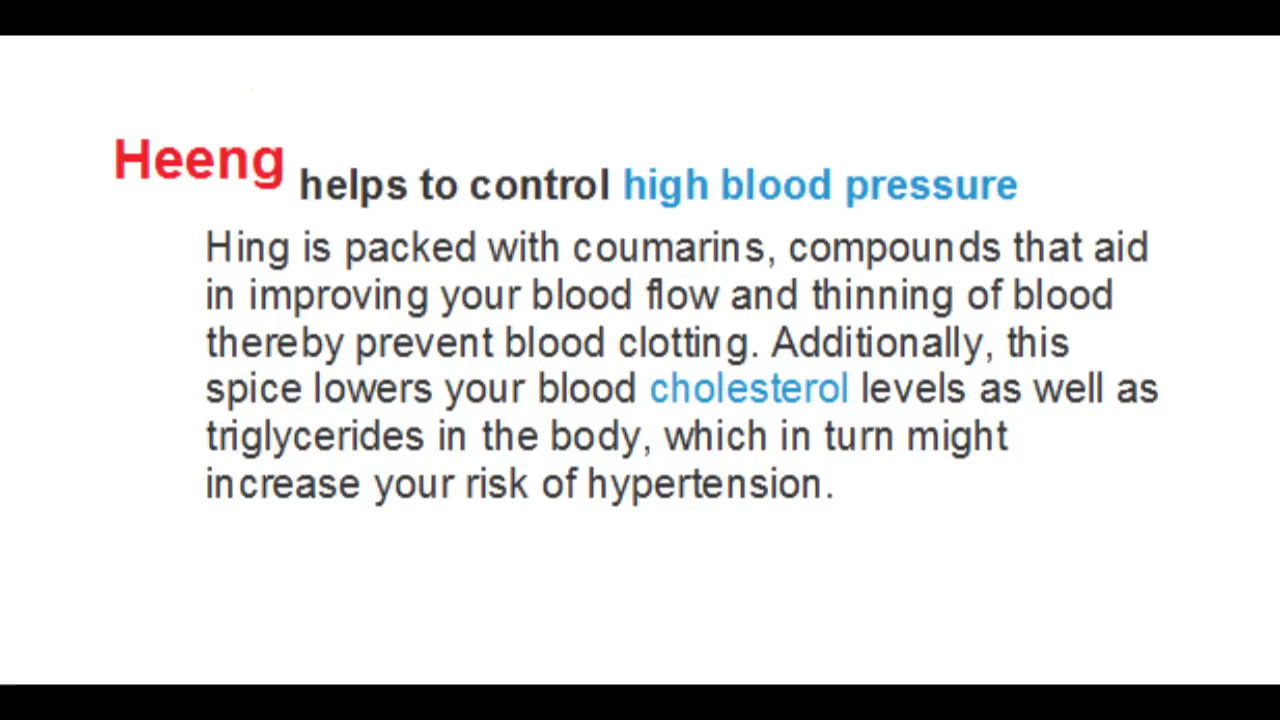 Heeng helps to control high blood pressure
Hing is packed with coumarins, compounds that aid
in improving your blood flow and thinning of blood
thereby prevent blood clotting. Additionally, this
spice lowers your blood cholesterol levels as well as
triglycerides in the body, which in turn might
increase your risk of hypertension.